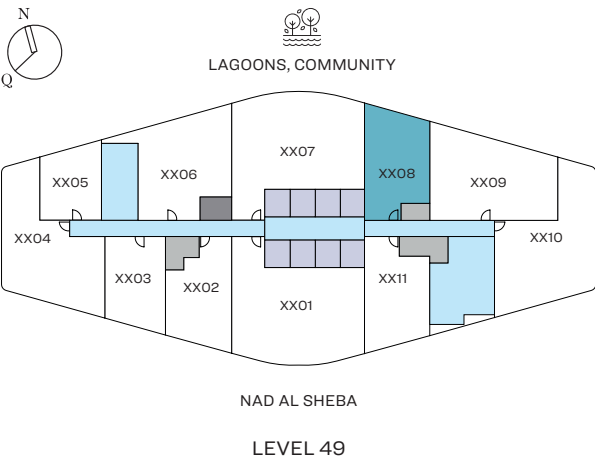 N
Q
LAGOONS, COMMUNITY
XX07
XX06
XX08
XX05
XX09
XX04
XX10
XX03
XX11
XX02
XX01
NAD AL SHEBA
LEVEL 49